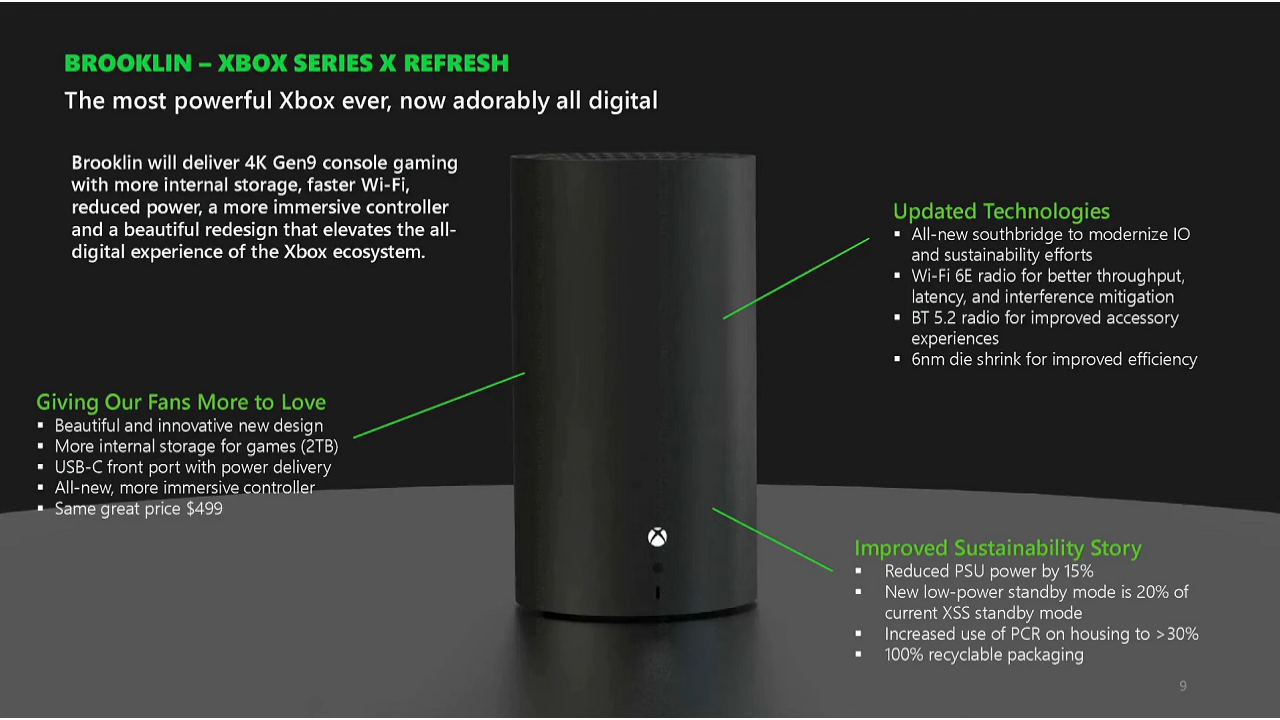 BROOKLIN – XBOX SERIES X REFRESH
The most powerful Xbox ever, now adorably all digital
Brooklin will deliver 4K Gen9 console gaming
with more internal storage, faster Wi-Fi,
reduced power, a more immersive controller
and a beautiful redesign that elevates the all-
digital experience of the Xbox ecosystem.
Giving Our Fans More to Love
▪ Beautiful and innovative new design
▪ More internal storage for games (2TB)
▪ USB-C front port with power delivery
▪ All-new, more immersive controller
▪ Same great price $499
Updated Technologies
▪ All-new southbridge to modernize IO
and sustainability efforts
▪ Wi-Fi 6E radio for better throughput,
latency, and interference mitigation
▪ BT 5.2 radio for improved accessory
experiences
▪ 6nm die shrink for improved efficiency
Improved Sustainability Story
▪ Reduced PSU power by 15%
▪ New low-power standby mode is 20% of
current XSS standby mode
▪ Increased use of PCR on housing to >30%
▪ 100% recyclable packaging
9